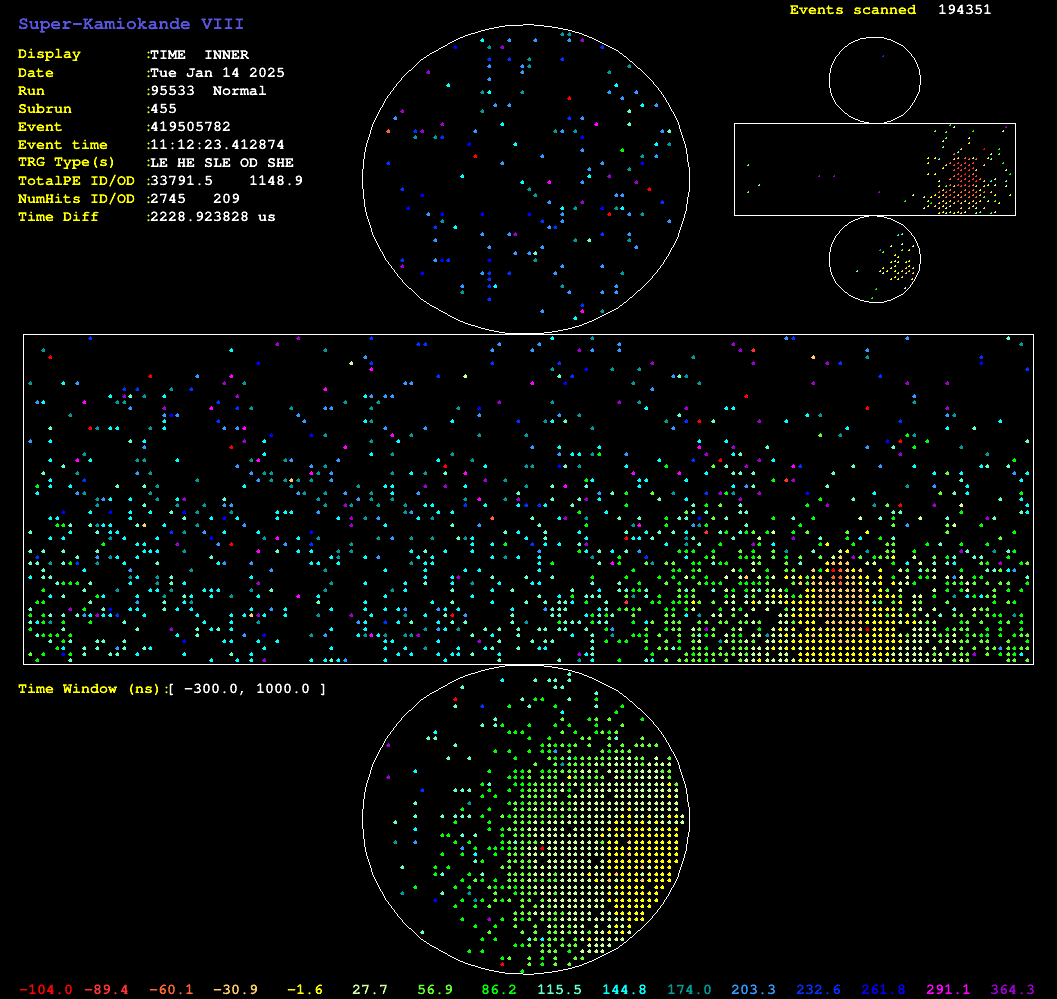 Super-Kamiokande VIII
Events scanned 194351
Display :TIME INNER
Date :Tue Jan 14 2025
Run :95533 Normal
Subrun :455
Event :419505782
Event time :11:12:23.412874
TRG Type(s) :LE HE SLE OD SHE
TotalPE ID/OD :33791.5 1148.9
NumHits ID/OD :2745 209
Time Diff :2228.923828 us
Time Window (ns):[ -300.0, 1000.0 ]
-104.0 -89.4 -60.1 -30.9 -1.6 27.7 56.9 86.2 115.5 144.8 174.0 203.3 232.6 261.8 291.1 364.3